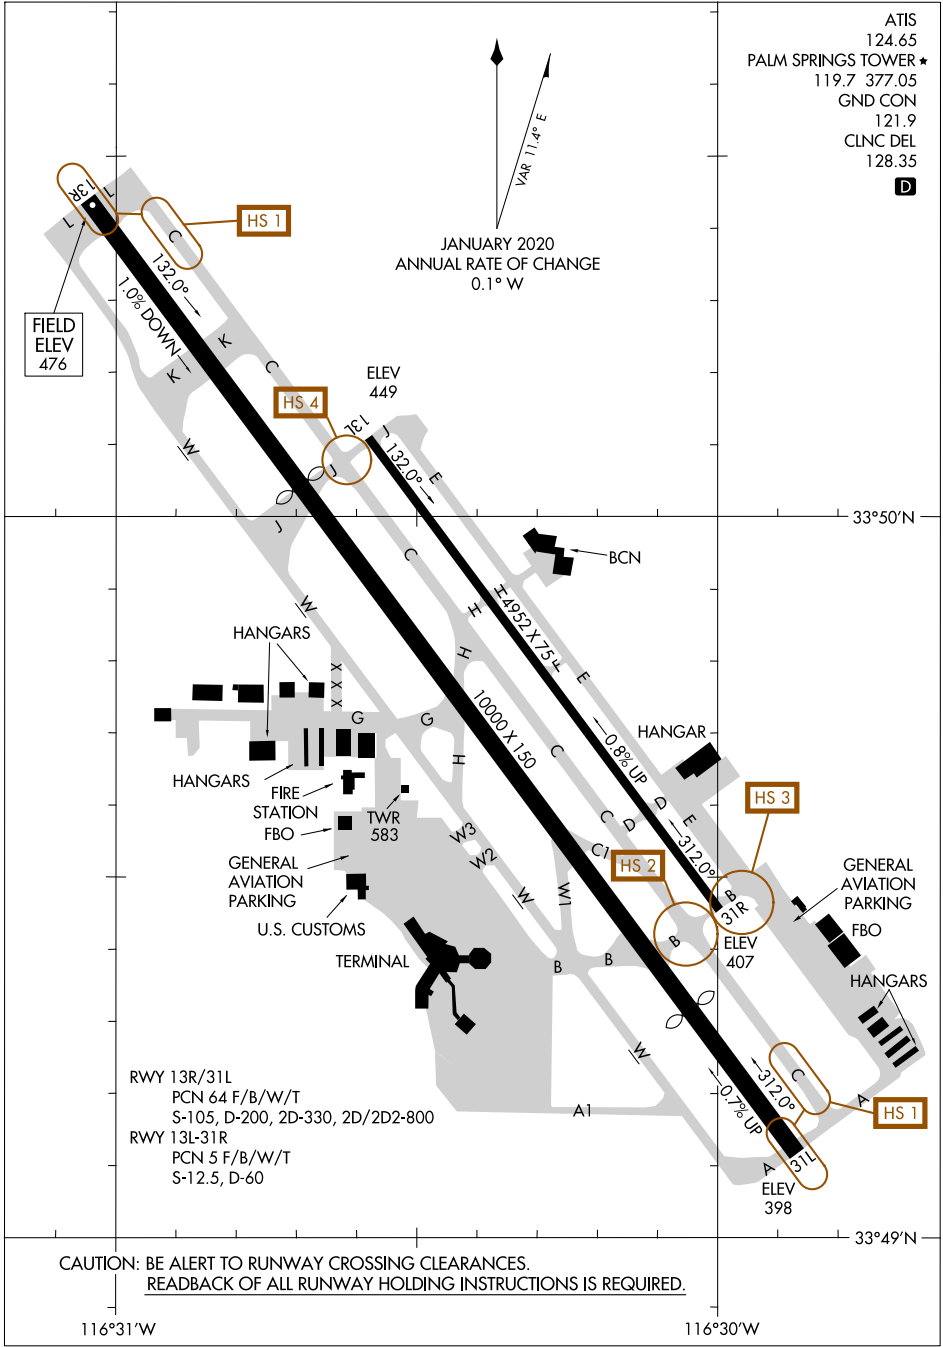 ATIS
124.65
PALM SPRINGS TOWER ★
119.7 377.05
GND CON
121.9
CLNC DEL
128.35
D
VAR 11.4° E
JANUARY 2020
ANNUAL RATE OF CHANGE
0.1° W
13R
L
L
C
HS 1
132.0°
1.0% DOWN
FIELD
ELEV
476
K
K
C
ELEV
449
HS 4
13L
J
132.0°
E
W
J
J
33°50'N
C
BCN
W
H
H
4952 X 75
F
E
HANGARS
H
X X X
G
G
10000 X 150
C
HANGAR
0.8% UP
H
HANGARS
FIRE
STATION
TWR
583
FBO
HS 3
D
E
C
D
W3
W2
C1
312.0°
HS 2
GENERAL
AVIATION
PARKING
U.S. CUSTOMS
W
W1
B
31R
ELEV
407
B
GENERAL
AVIATION
PARKING
FBO
TERMINAL
B
B
HANGARS
W
RWY 13R/31L
PCN 64 F/B/W/T
S-105, D-200, 2D-330, 2D/2D2-800
RWY 13L-31R
PCN 5 F/B/W/T
S-12.5, D-60
A1
312.0°
0.7% UP
C
A
HS 1
A
31L
ELEV
398
33°49'N
CAUTION: BE ALERT TO RUNWAY CROSSING CLEARANCES.
READBACK OF ALL RUNWAY HOLDING INSTRUCTIONS IS REQUIRED.
116°31'W
116°30'W